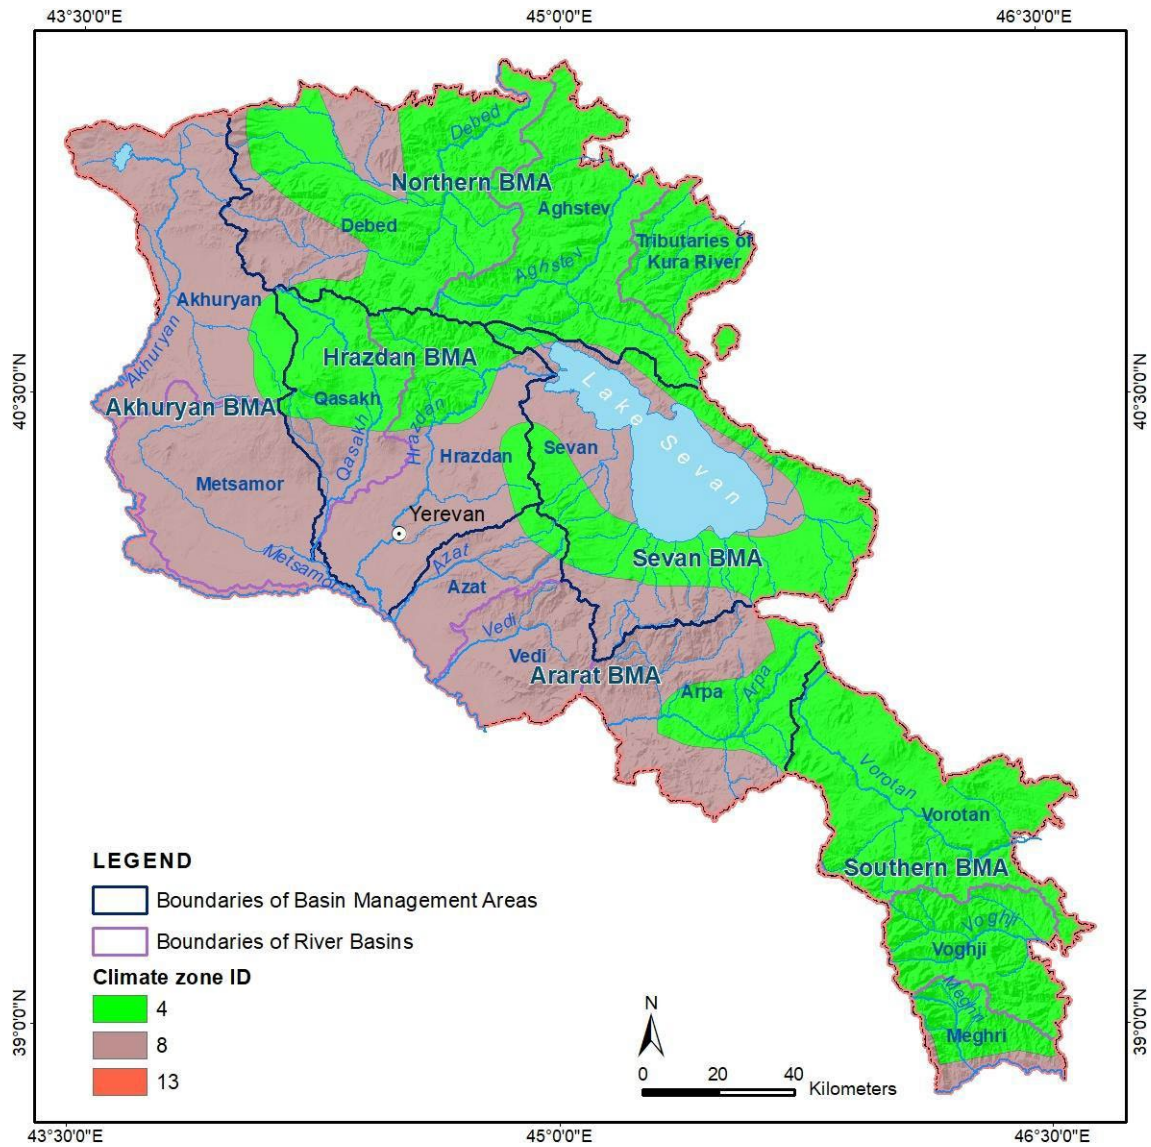 43°30'0"E
45°0'0"E
46°30'0"E
Debed
Northern BMA
Aghstev
Debed
Tributaries of
Kura River
Aghstev
Akhuryan
Akhuryan
Hrazdan BMA
40°30'0"N
40°30'0"N
Lake Sevan
Qasakh
Akhuryan BMA
Hrazdan
Qasakh
Sevan
Hrazdan
Metsamor
Yerevan
Metsamor
Azat
Sevan BMA
Azat
Vedi
Vedi
Ararat BMA
Arpa
Arpa
Vorotan
Vorotan
Southern BMA
Voghji
Voghji
Meghri
Meghri
LEGEND
Boundaries of Basin Management Areas
Boundaries of River Basins
Climate zone ID
4
8
13
N
0 20 40
Kilometers
39°0'0"N
39°0'0"N
43°30'0"E
45°0'0"E
46°30'0"E